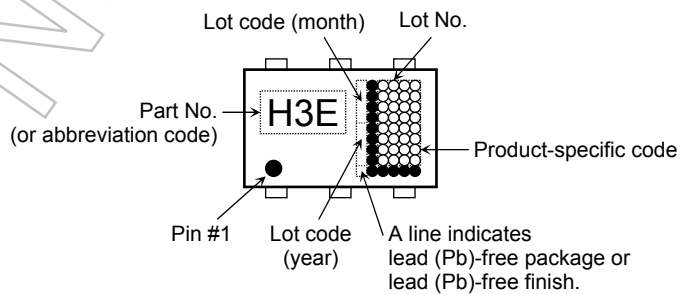 Lot code (month)
Lot No.
Part No.
(or abbreviation code)
H3E
Product-specific code
Pin #1
Lot code
(year)
A line indicates
lead (Pb)-free package or
lead (Pb)-free finish.